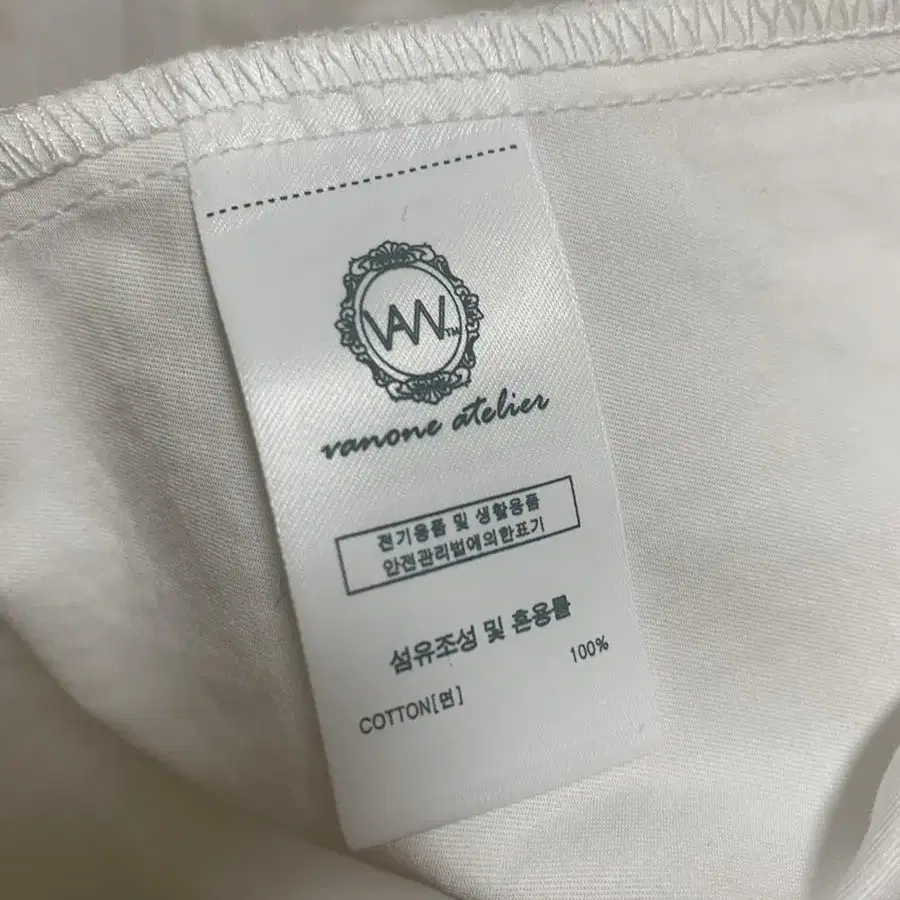 VAN™
vanone atelier
전기용품 및 생활용품
안전관리법에의한표기
섬유조성 및 혼용률
COTTON[면] 100%